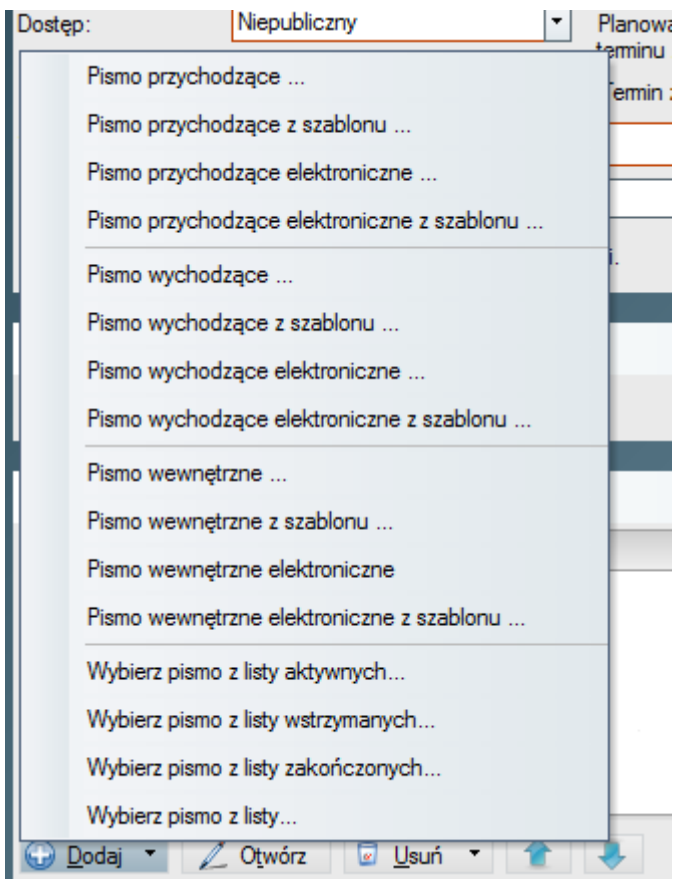 Dostęp:
Niepubliczny
Planowa
terminu
Termin z
Pismo przychodzące ...
Pismo przychodzące z szablonu ...
Pismo przychodzące elektroniczne ...
Pismo przychodzące elektroniczne z szablonu ...
i.
Pismo wychodzące ...
Pismo wychodzące z szablonu ...
Pismo wychodzące elektroniczne ...
Pismo wychodzące elektroniczne z szablonu ...
Pismo wewnętrzne ...
Pismo wewnętrzne z szablonu ...
Pismo wewnętrzne elektroniczne
Pismo wewnętrzne elektroniczne z szablonu ...
Wybierz pismo z listy aktywnych...
Wybierz pismo z listy wstrzymanych...
Wybierz pismo z listy zakończonych...
Wybierz pismo z listy...
Dodaj
Otwórz
Usuń